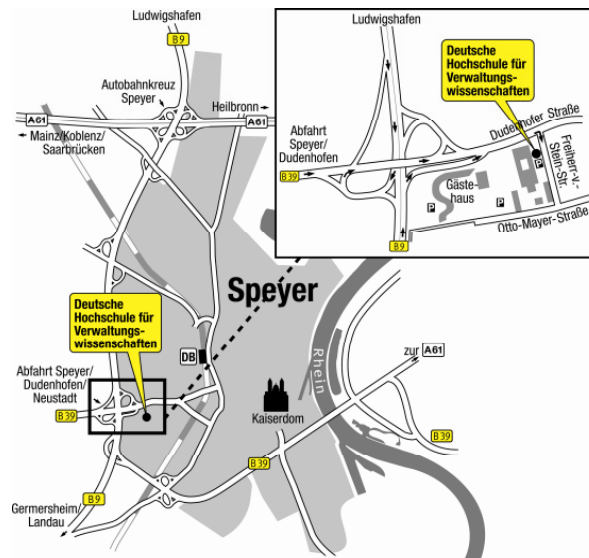 Ludwigshafen
B9
Autobahnkreuz
Speyer
Heilbronn
A61
A61
Mainz/Koblenz/
Saarbrücken
Ludwigshafen
Deutsche
Hochschule für
Verwaltungs-
wissenschaften
Dudenhofer Straße
Freiherr-v.-
Stein-Str.
Abfahrt
Speyer/
Dudenhofen
B39
Gäste-
haus
P
P
P
Otto-Mayer-Straße
B9
Speyer
Deutsche
Hochschule für
Verwaltungs-
wissenschaften
DB
Rhein
zur A61
Abfahrt Speyer/
Dudenhofen/
Neustadt
B39
Kaiserdom
B39
B39
B9
Germersheim/
Landau